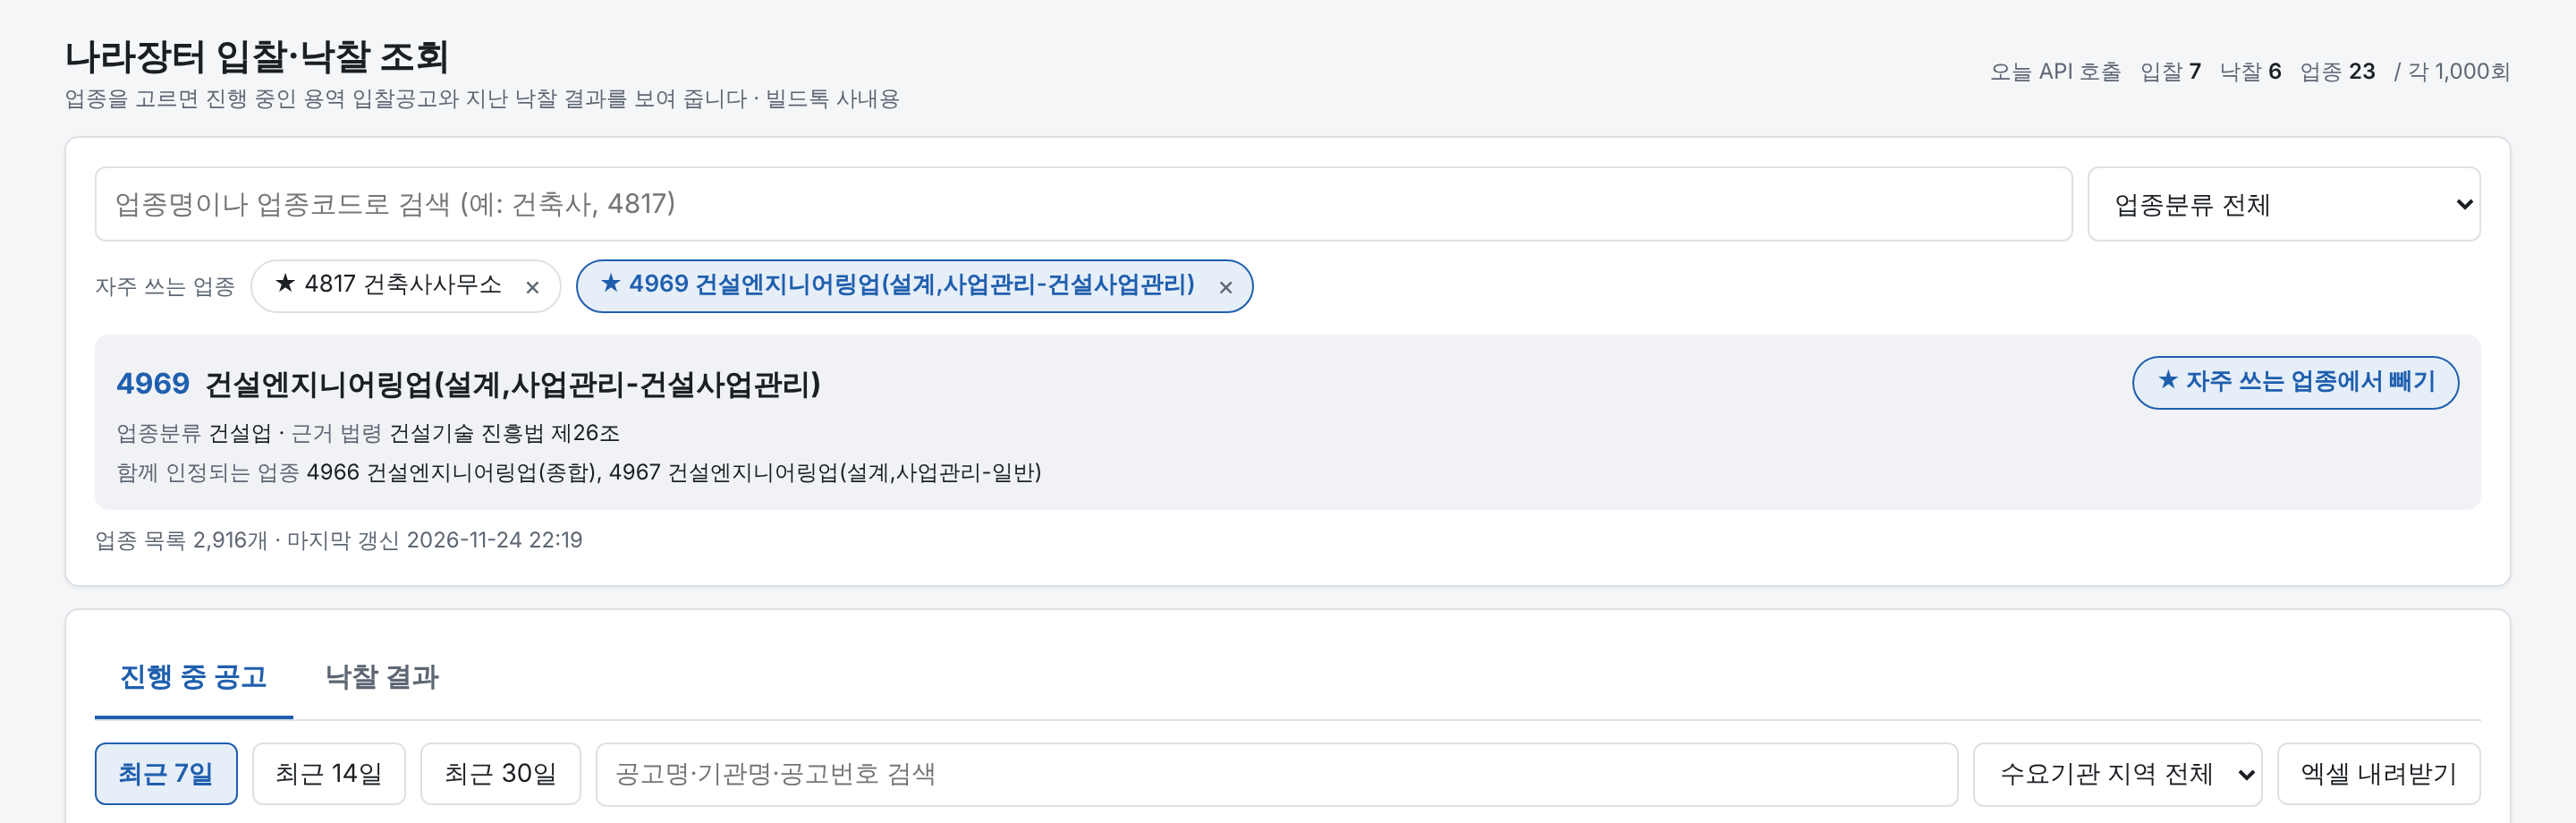 나라장터 입찰·낙찰 조회
오늘 API 호출 입찰 7 낙찰 6 업종 23 / 각 1,000회
업종을 고르면 진행 중인 용역 입찰공고와 지난 낙찰 결과를 보여 줍니다 · 빌드톡 사내용
업종명이나 업종코드로 검색 (예: 건축사, 4817)
업종분류 전체
자주 쓰는 업종 ★ 4817 건축사사무소 × ★ 4969 건설엔지니어링업(설계,사업관리-건설사업관리) ×
4969 건설엔지니어링업(설계,사업관리-건설사업관리)
★ 자주 쓰는 업종에서 빼기
업종분류 건설업 · 근거 법령 건설기술 진흥법 제26조
함께 인정되는 업종 4966 건설엔지니어링업(종합), 4967 건설엔지니어링업(설계,사업관리-일반)
업종 목록 2,916개 · 마지막 갱신 2026-11-24 22:19
진행 중 공고 낙찰 결과
최근 7일 최근 14일 최근 30일 공고명·기관명·공고번호 검색 수요기관 지역 전체 엑셀 내려받기